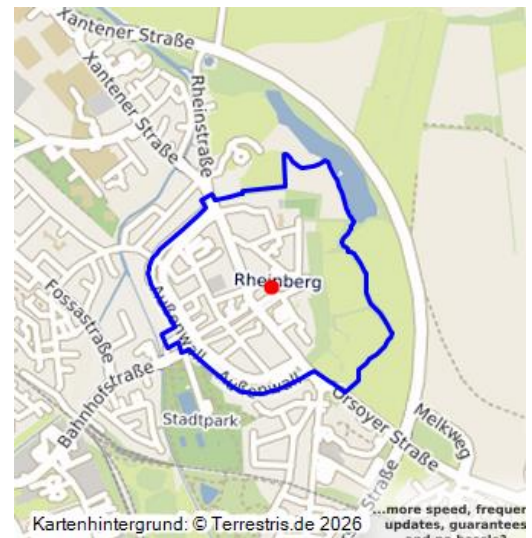 Xantener Straße
Xantener Straße
Rheinstraße
Rheinberg
Fossastraße
Außenwall
Außenwall
Bahnhofstraße
Stadtpark
Orsoyer Straße
Melkweg
Straße
...more speed, frequen
updates, guarantees
Kartenhintergrund: © Terrestris.de 2026